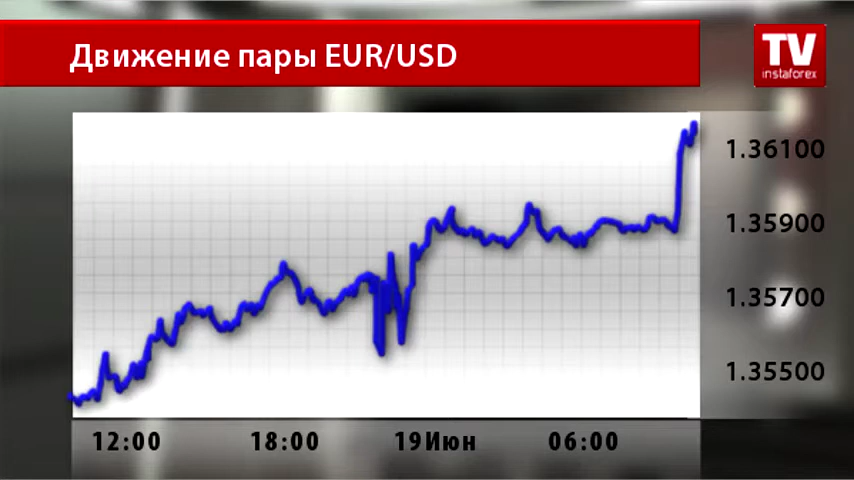 Движение пары EUR/USD
TV
instaforex
1.36100
1.35900
1.35700
1.35500
12:00
18:00
19Июн
06:00